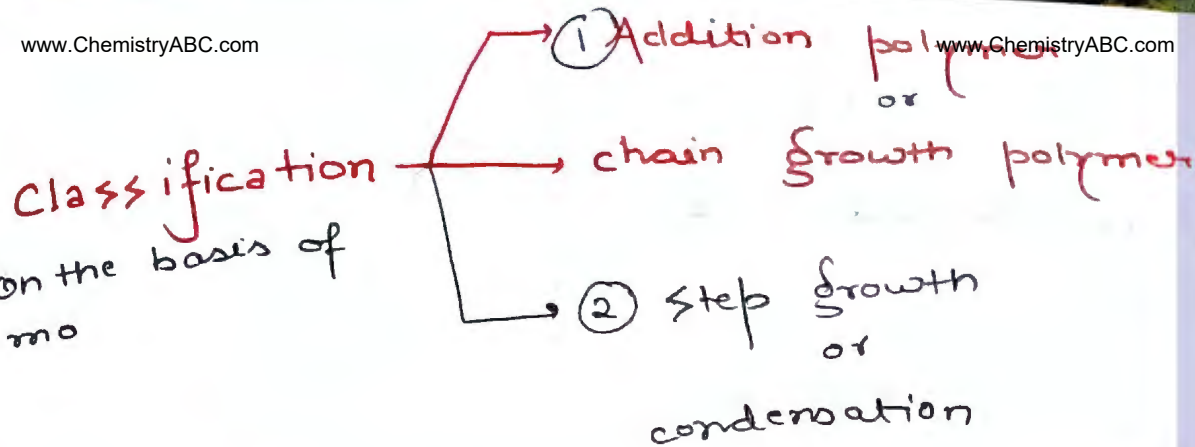 www.ChemistryABC.com
www.ChemistryABC.com
① Addition
or
Classification
chain growth polymer
on the basis of
mo
② step growth
or
condensation